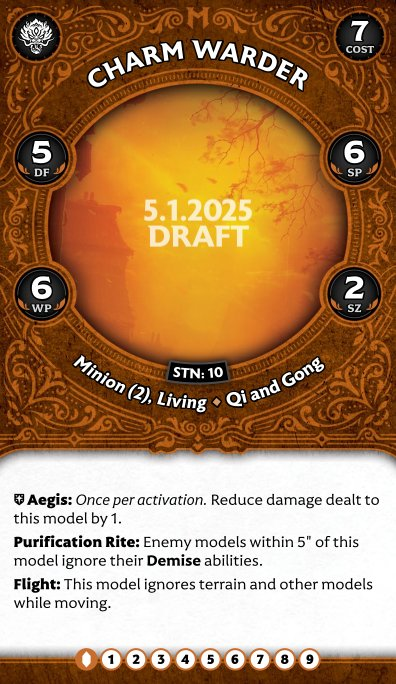 7
COST
CHARM WARDER
5
DF
6
SP
5.1.2025
DRAFT
6
WP
2
SZ
STN: 10
Minion (2), Living ◆ Qi and Gong
Aegis: Once per activation. Reduce damage dealt to
this model by 1.
Purification Rite: Enemy models within 5" of this
model ignore their Demise abilities.
Flight: This model ignores terrain and other models
while moving.
1 2 3 4 5 6 7 8 9